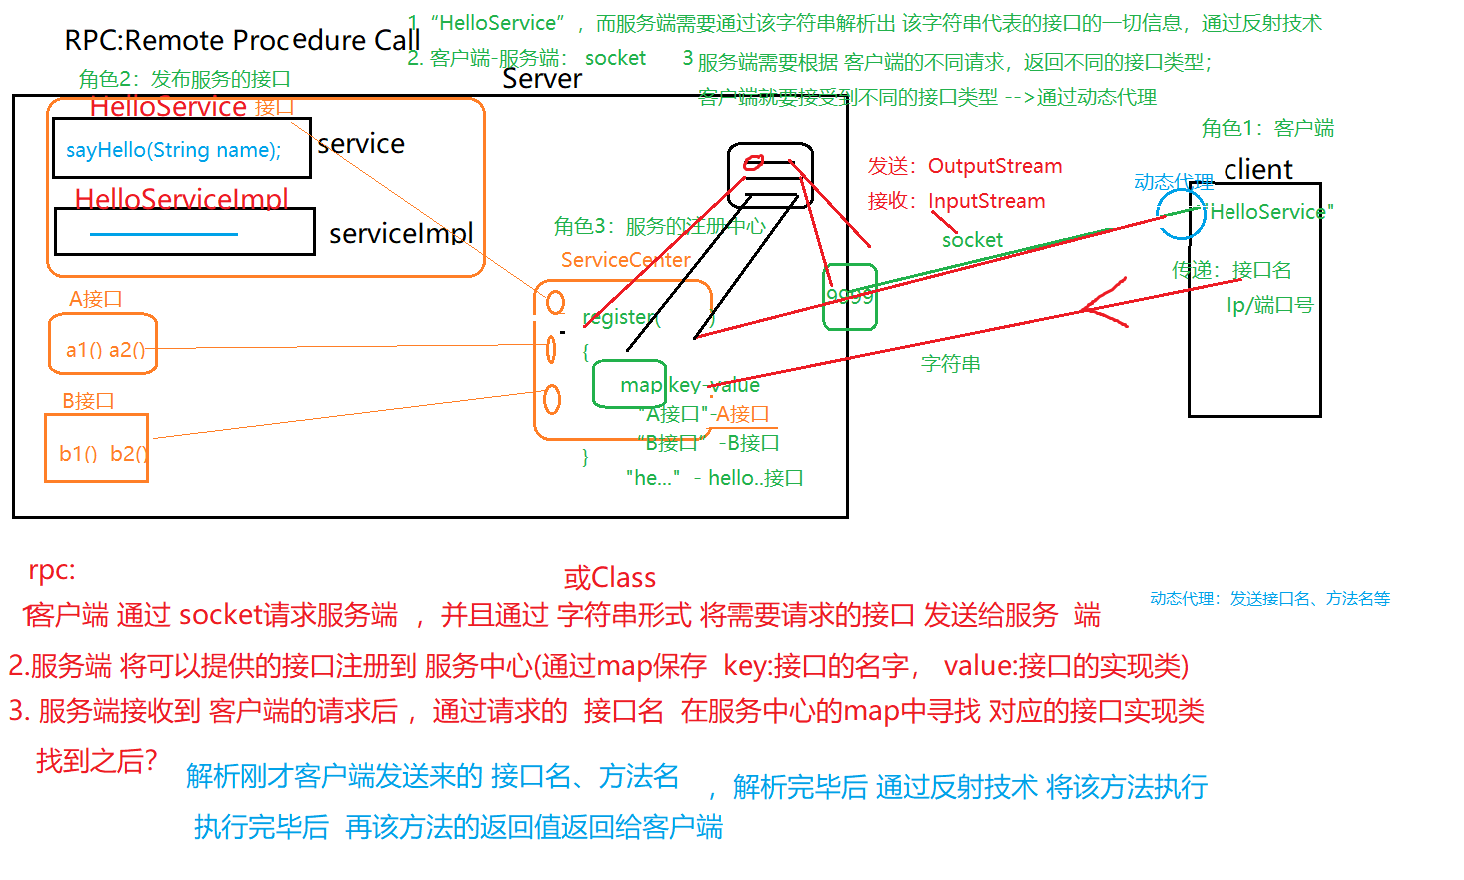 1 “HelloService”，而服务端需要通过该字符串解析出 该字符串代表的接口的一切信息，通过反射技术
RPC:Remote Procedure Call
2. 客户端-服务端： socket
3 服务端需要根据 客户端的不同请求，返回不同的接口类型；
角色2：发布服务的接口
Server
客户端就要接受到不同的接口类型 -->通过动态代理
HelloService 接口
角色1：客户端
service
sayHello(String name);
发送：OutputStream
client
动态代理
HelloServiceImpl
接收：InputStream
"HelloService"
角色3：服务的注册中心
serviceImpl
socket
ServiceCenter
传递：接口名
A接口
9999
Ip/端口号
register( )
a1() a2()
{
字符串
map key-value
B接口
"A接口"-A接口
“B接口” -B接口
b1() b2()
}
"he..." - hello..接口
rpc:
或Class
1客户端 通过 socket请求服务端 ，并且通过 字符串形式 将需要请求的接口 发送给服务 端
动态代理：发送接口名、方法名等
2.服务端 将可以提供的接口注册到 服务中心(通过map保存 key:接口的名字， value:接口的实现类)
3. 服务端接收到 客户端的请求后 ，通过请求的 接口名 在服务中心的map中寻找 对应的接口实现类
找到之后？
解析刚才客户端发送来的 接口名、方法名 ，解析完毕后 通过反射技术 将该方法执行
执行完毕后 再该方法的返回值返回给客户端